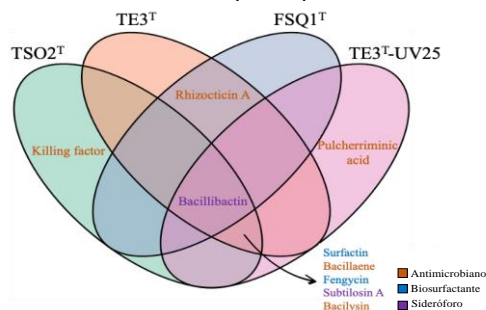 TSO2ᵀ
TE3ᵀ
FSQ1ᵀ
TE3ᵀ-UV25
Rhizocticin A
Killing factor
Pulcherriminic
acid
Bacillibactin
Surfactin
Bacillaene
Fengycin
Subtilosin A
Bacilysin
Antimicrobiano
Biosurfactante
Sideróforo